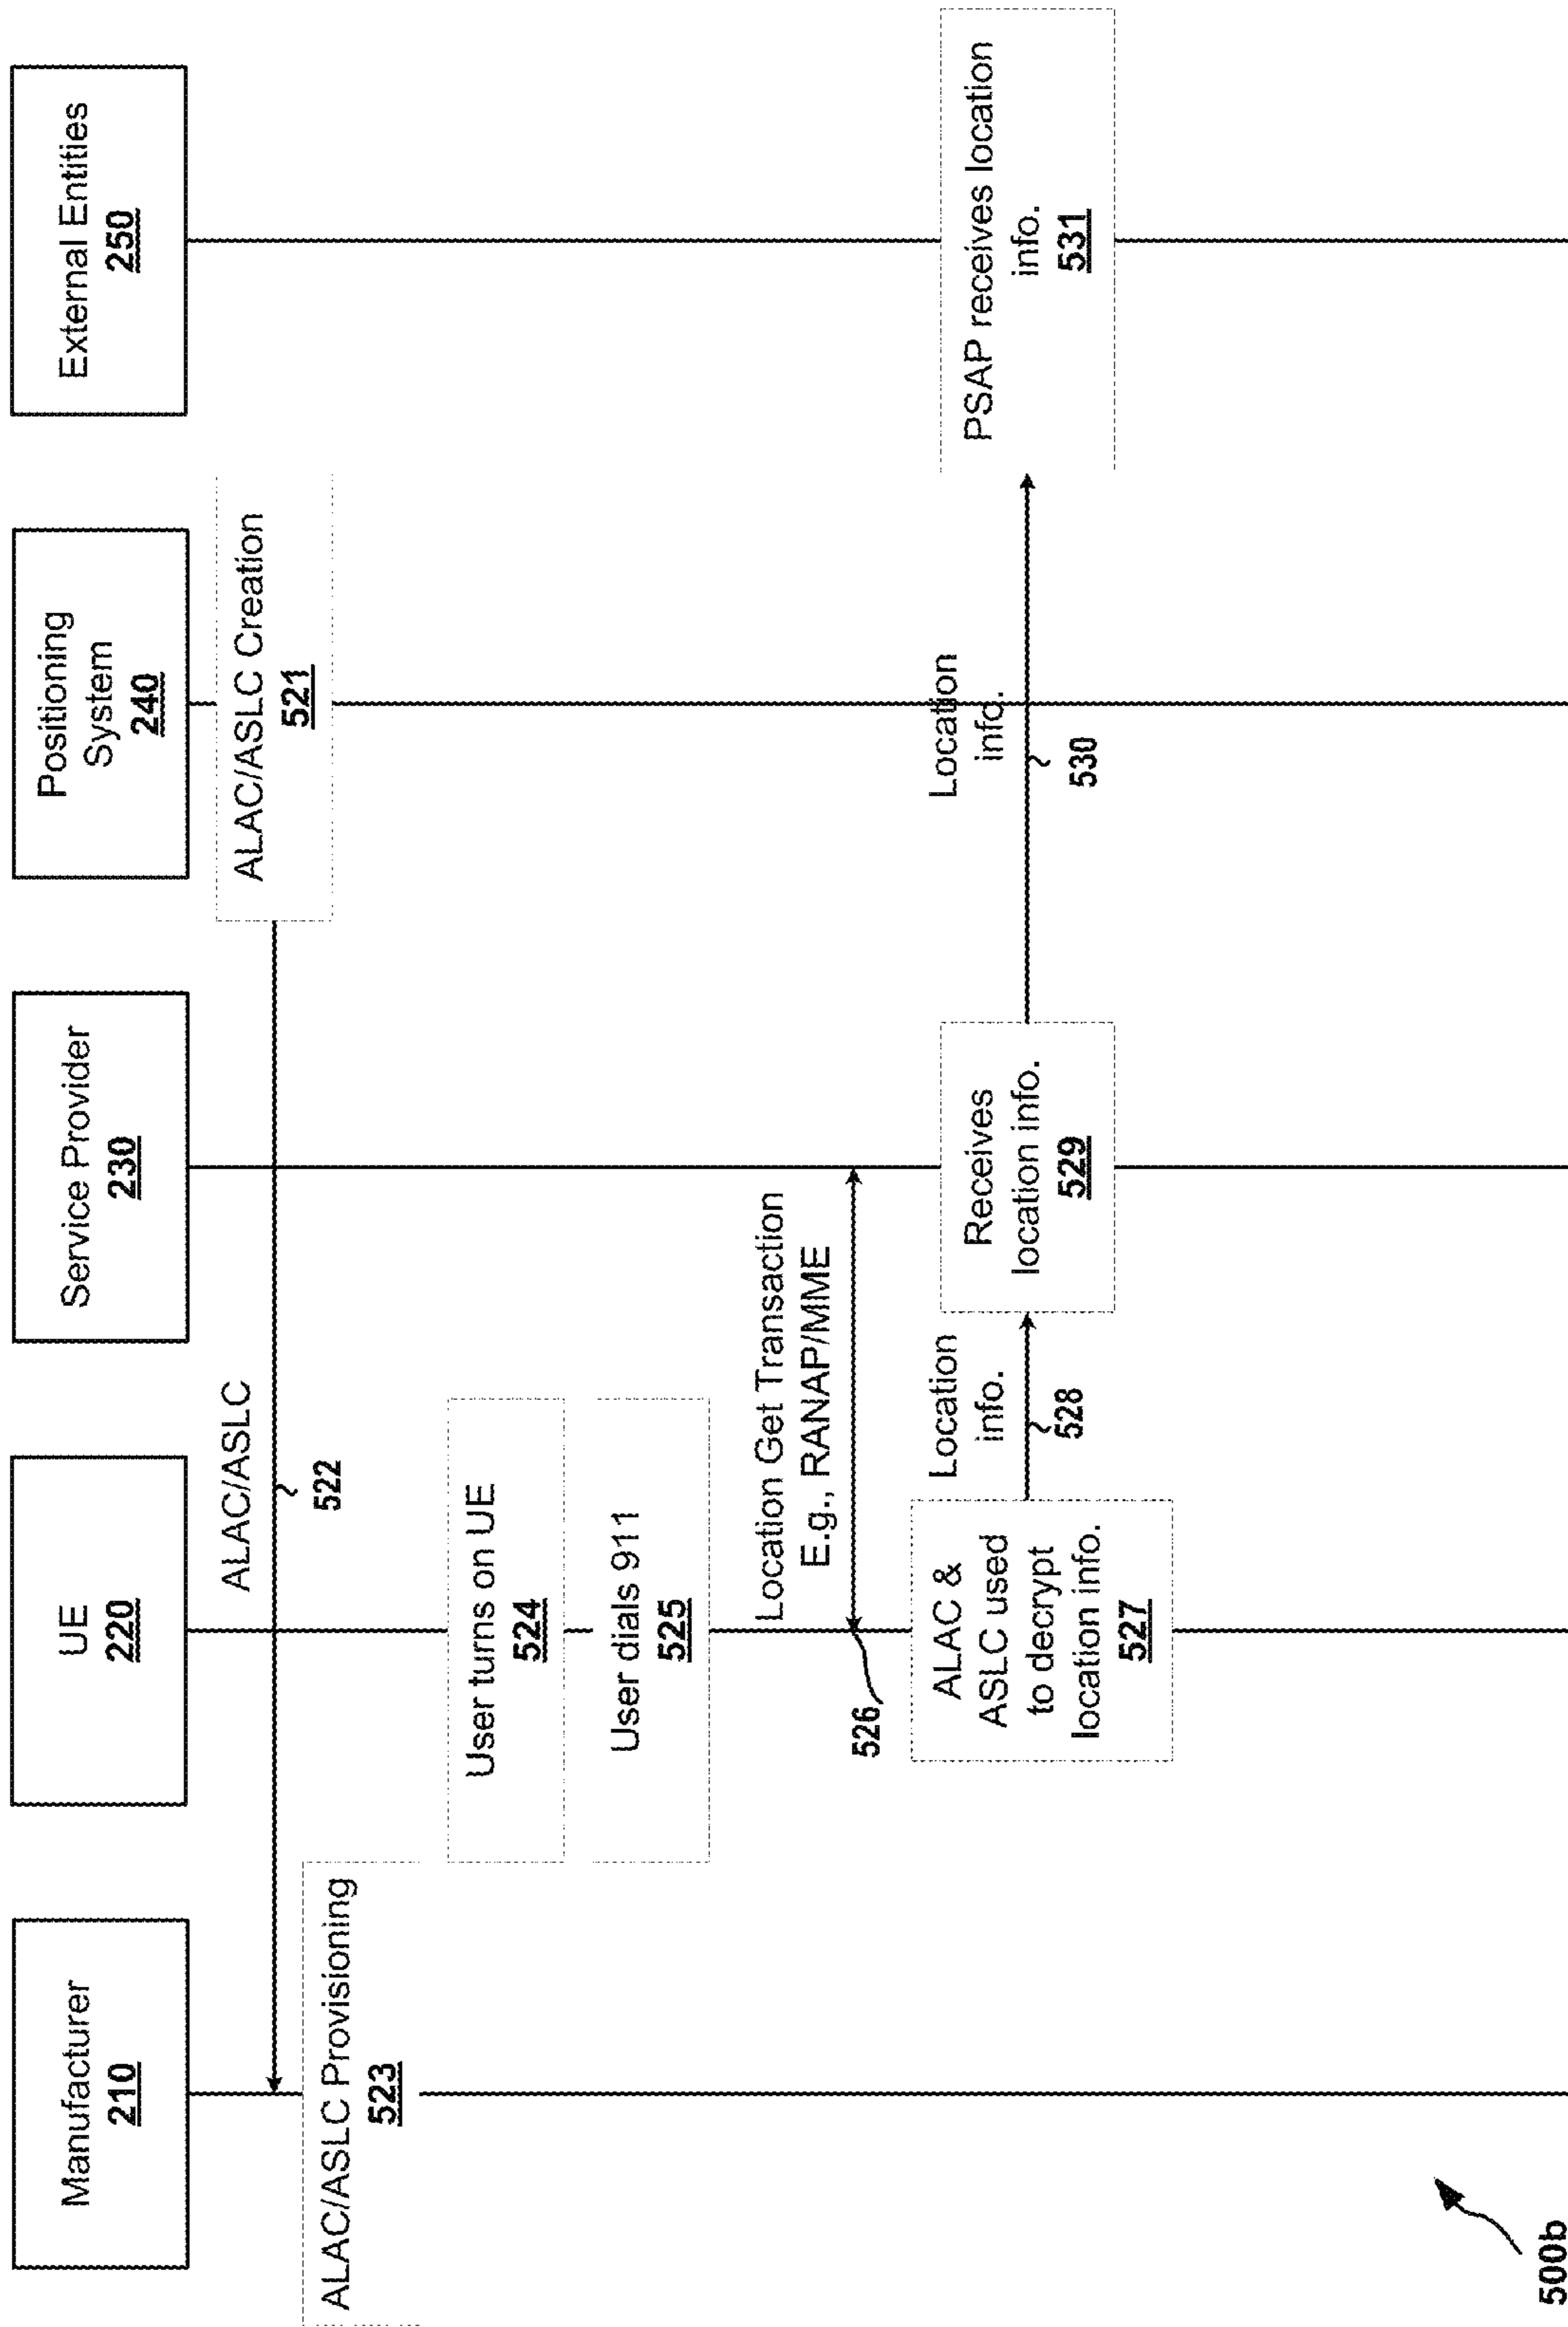 Manufacturer
210
UE
220
Service Provider
230
Positioning
System
240
External Entities
250
ALAC/ASLC Creation
521
ALAC/ASLC
522
ALAC/ASLC Provisioning
523
User turns on UE
524
User dials 911
525
Location Get Transaction
E.g., RANAP/MME
526
ALAC &
ASLC used
to decrypt
location info.
527
Location
info.
528
Receives
location info.
529
Location
info.
530
PSAP receives location
info.
531
500b